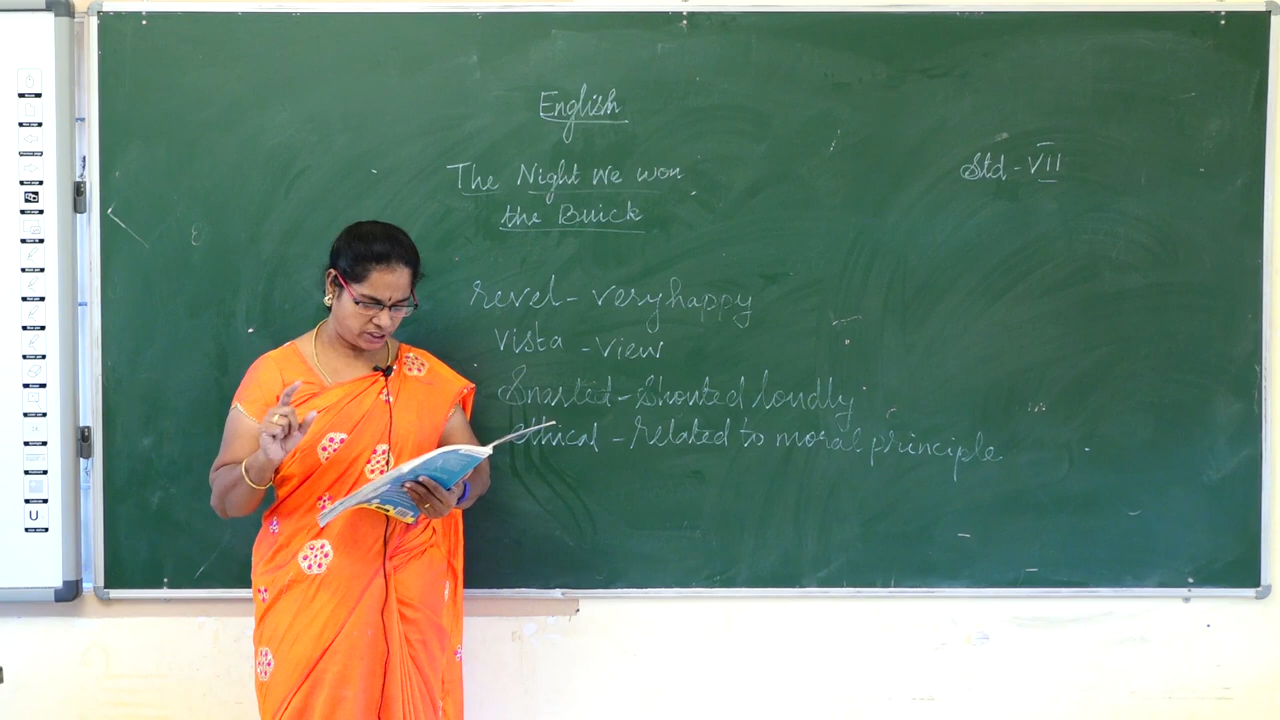 English
Std - VII
The Night We won
the Buick
revel - very happy
Vista - View
Snarled - Shouted loudly
ethical - related to moral principle